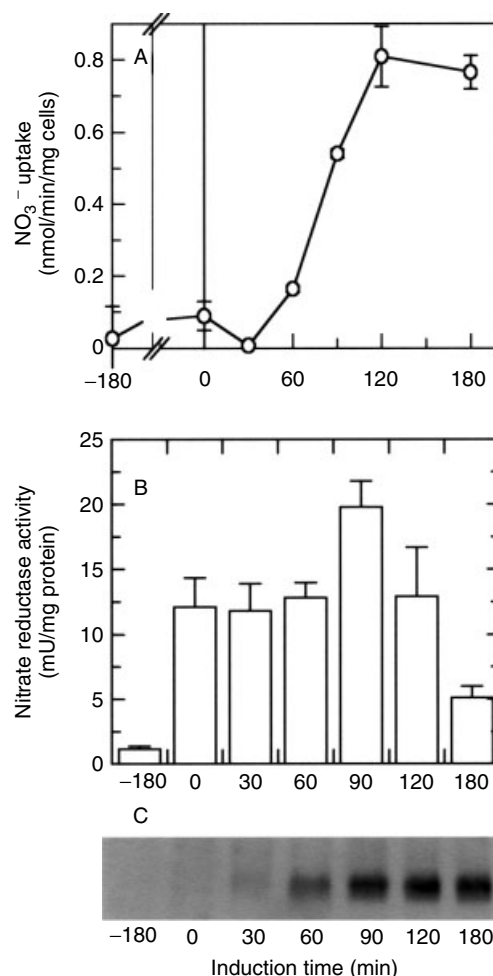 A
NO₃⁻ uptake
(nmol/min/mg cells)
0.8
0.6
0.4
0.2
0
−180 0 60 120 180
B
Nitrate reductase activity
(mU/mg protein)
25
20
15
10
5
0
−180 0 30 60 90 120 180
C
−180 0 30 60 90 120 180
Induction time (min)